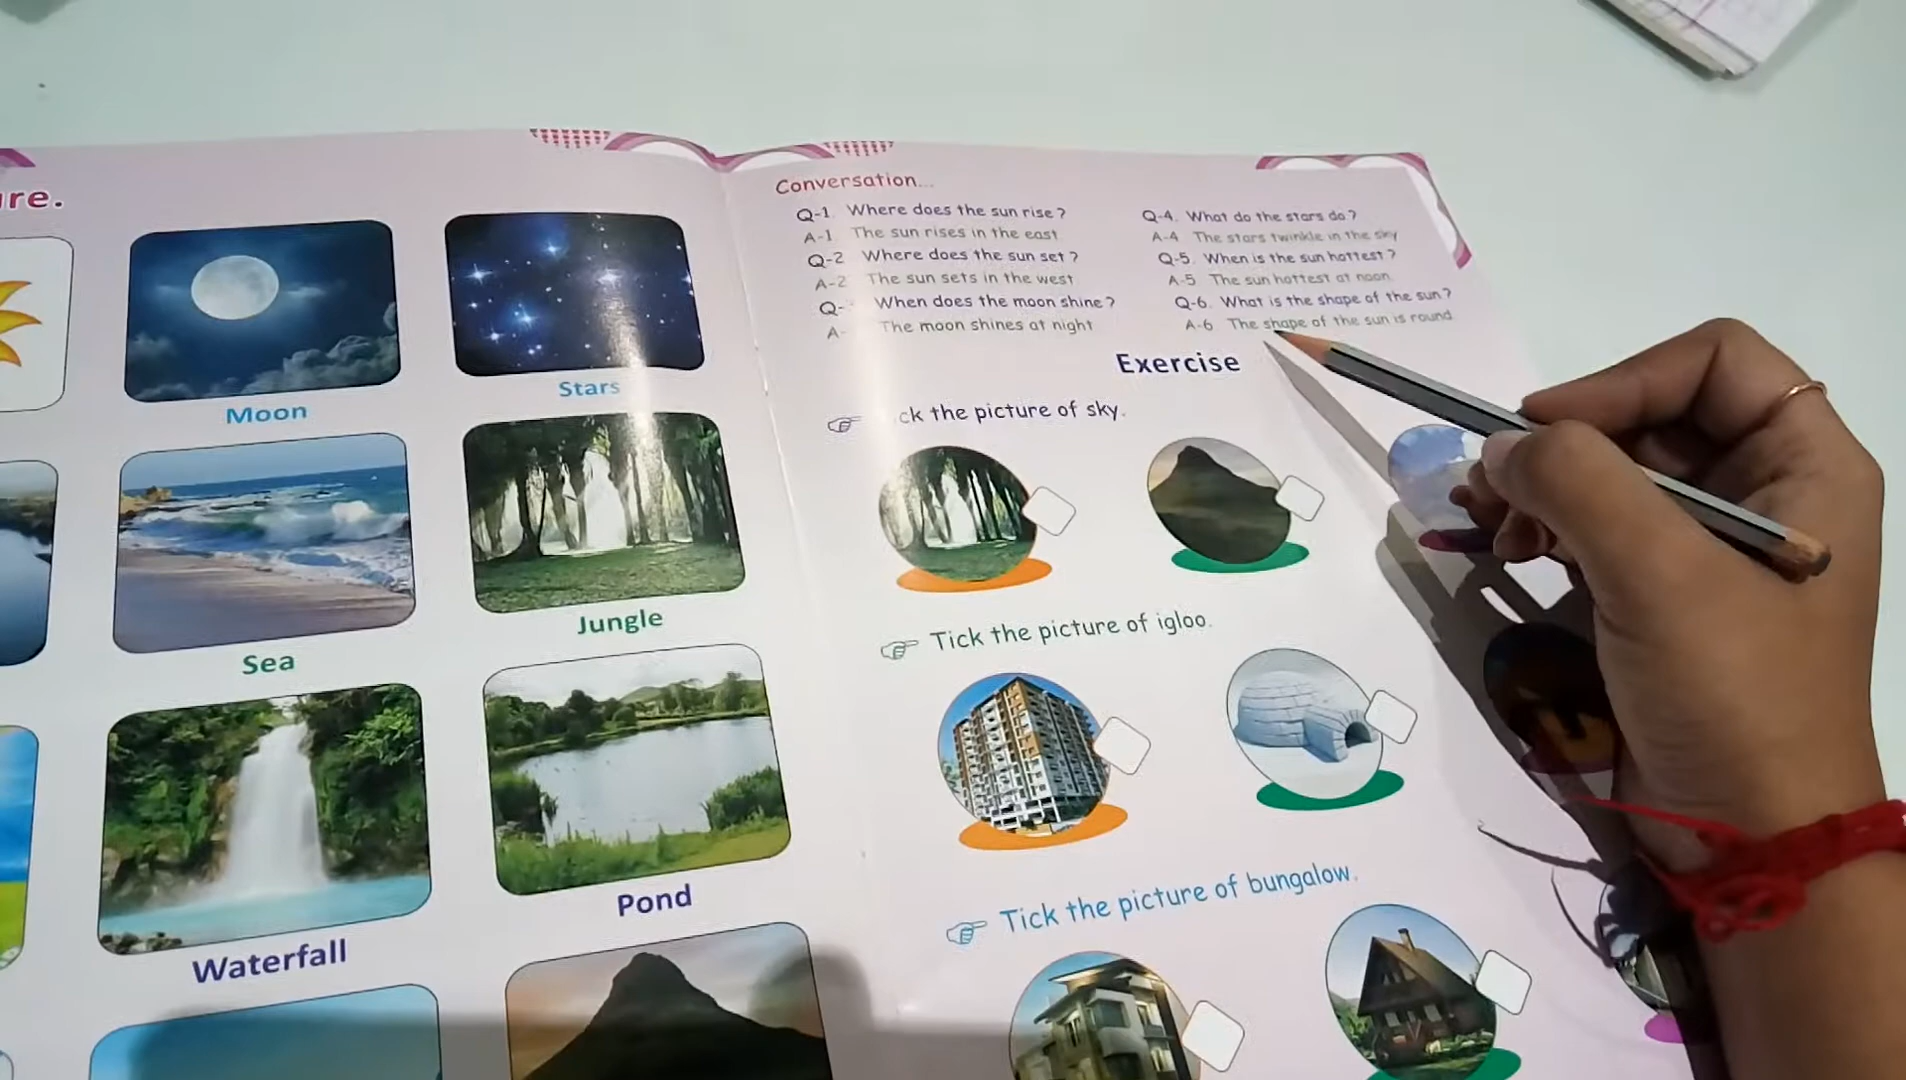 ure.
Moon
Stars
Sea
Jungle
Waterfall
Pond
Conversation...
Q-1. Where does the sun rise?
A-1 The sun rises in the east
Q-2 Where does the sun set?
A-2 The sun sets in the west
Q- When does the moon shine?
A- The moon shines at night
Q-4. What do the stars do?
A-4 The stars twinkle in the sky
Q-5. When is the sun hottest?
A-5 The sun hottest at noon
Q-6. What is the shape of the sun?
A-6 The shape of the sun is round
Exercise
ck the picture of sky.
Tick the picture of igloo.
Tick the picture of bungalow.